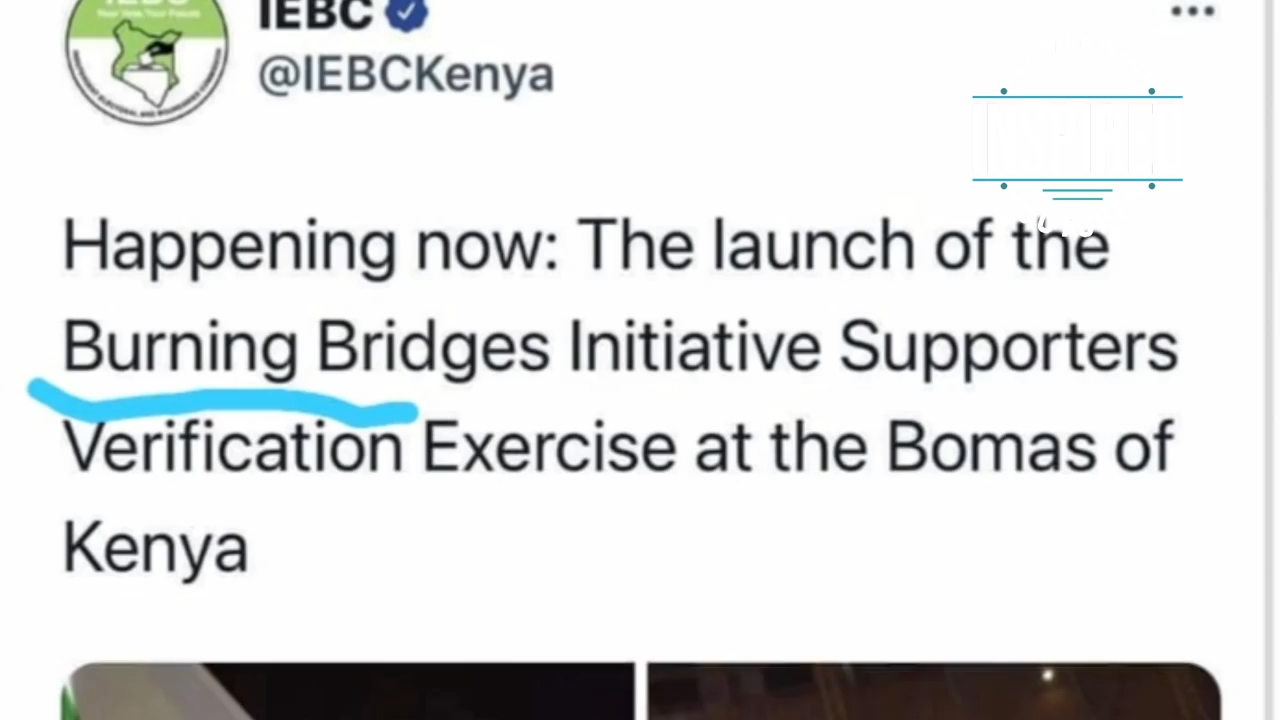 IEBC
@IEBCKenya
Happening now: The launch of the
Burning Bridges Initiative Supporters
Verification Exercise at the Bomas of
Kenya